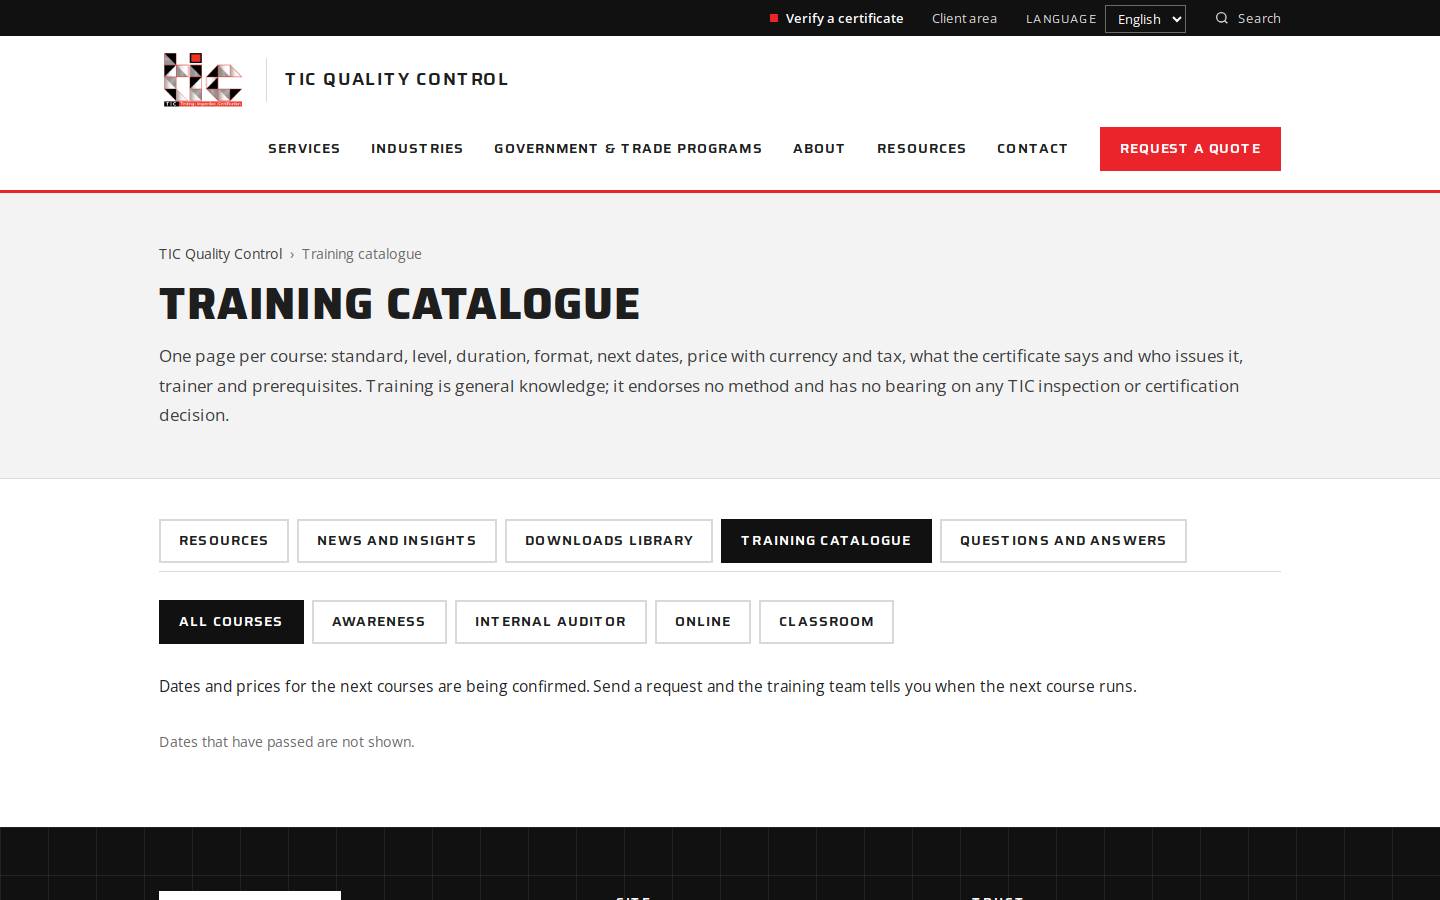 Verify a certificate
Client area
LANGUAGE
English
Search
tic
TIC QUALITY CONTROL
SERVICES
INDUSTRIES
GOVERNMENT & TRADE PROGRAMS
ABOUT
RESOURCES
CONTACT
REQUEST A QUOTE
TIC Quality Control › Training catalogue
TRAINING CATALOGUE
One page per course: standard, level, duration, format, next dates, price with currency and tax, what the certificate says and who issues it,
trainer and prerequisites. Training is general knowledge; it endorses no method and has no bearing on any TIC inspection or certification
decision.
RESOURCES
NEWS AND INSIGHTS
DOWNLOADS LIBRARY
TRAINING CATALOGUE
QUESTIONS AND ANSWERS
ALL COURSES
AWARENESS
INTERNAL AUDITOR
ONLINE
CLASSROOM
Dates and prices for the next courses are being confirmed. Send a request and the training team tells you when the next course runs.
Dates that have passed are not shown.